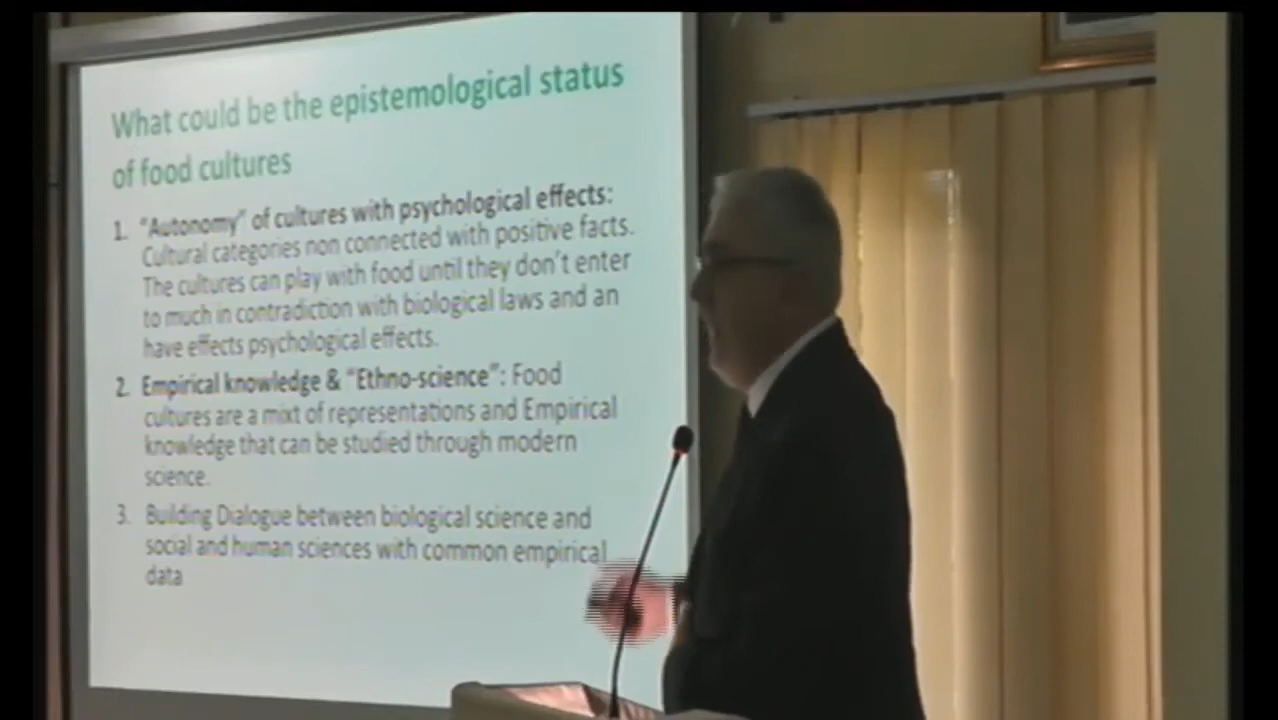 What could be the epistemological status
of food cultures
1. "Autonomy" of cultures with psychological effects:
Cultural categories non connected with positive facts.
The cultures can play with food until they don't enter
to much in contradiction with biological laws and an
have effects psychological effects.
2. Empirical knowledge & "Ethno-science": Food
cultures are a mixt of representations and Empirical
knowledge that can be studied through modern
science.
3. Building Dialogue between biological science and
social and human sciences with common empirical
data